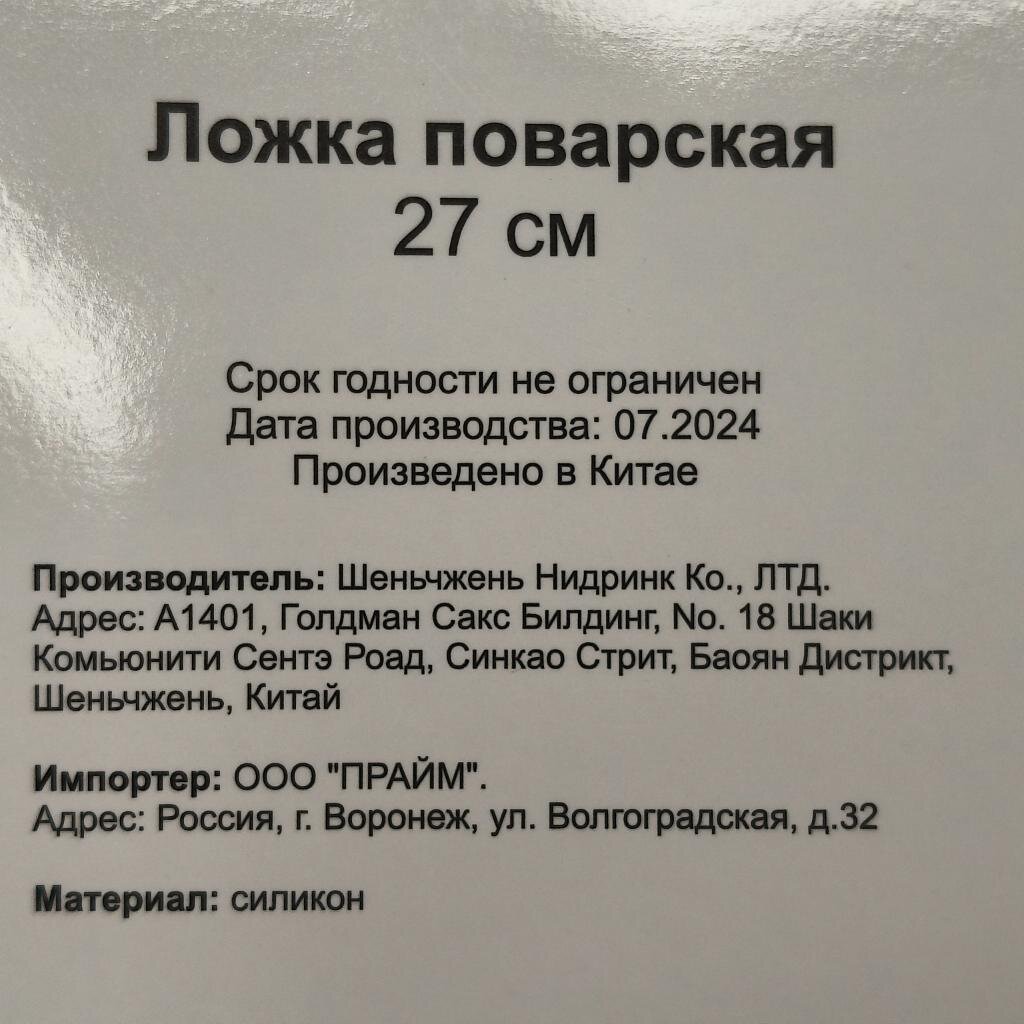 Ложка поварская
27 см
Срок годности не ограничен
Дата производства: 07.2024
Произведено в Китае
Производитель: Шеньчжень Нидринк Ко., ЛТД.
Адрес: А1401, Голдман Сакс Билдинг, No. 18 Шаки
Комьюнити Сентэ Роад, Синкао Стрит, Баоян Дистрикт,
Шеньчжень, Китай
Импортер: ООО "ПРАЙМ".
Адрес: Россия, г. Воронеж, ул. Волгоградская, д.32
Материал: силикон